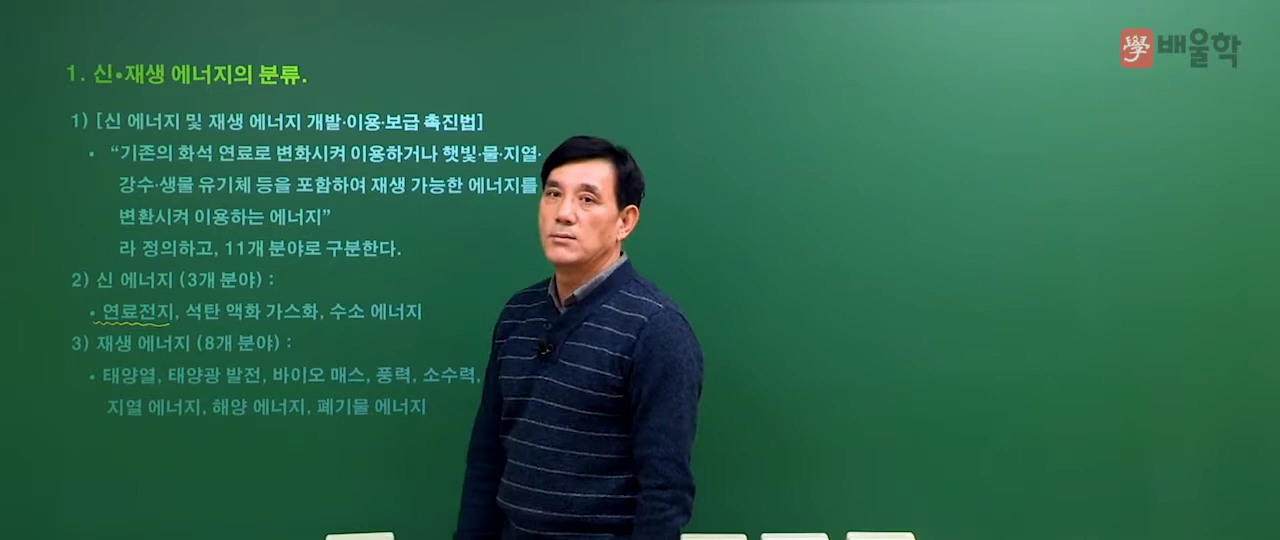 學 배울학
1. 신•재생 에너지의 분류.
1) [신 에너지 및 재생 에너지 개발·이용·보급 촉진법]
• “기존의 화석 연료로 변화시켜 이용하거나 햇빛·물·지열·
강수·생물 유기체 등을 포함하여 재생 가능한 에너지를
변환시켜 이용하는 에너지”
라 정의하고, 11개 분야로 구분한다.
2) 신 에너지 (3개 분야) :
• 연료전지, 석탄 액화 가스화, 수소 에너지
3) 재생 에너지 (8개 분야) :
• 태양열, 태양광 발전, 바이오 매스, 풍력, 소수력,
지열 에너지, 해양 에너지, 폐기물 에너지